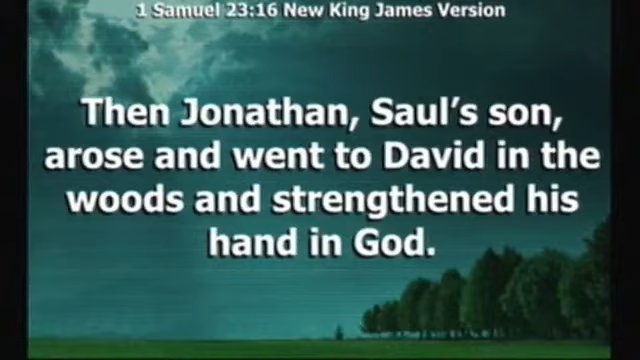 1 Samuel 23:16 New King James Version
Then Jonathan, Saul's son,
arose and went to David in the
woods and strengthened his
hand in God.